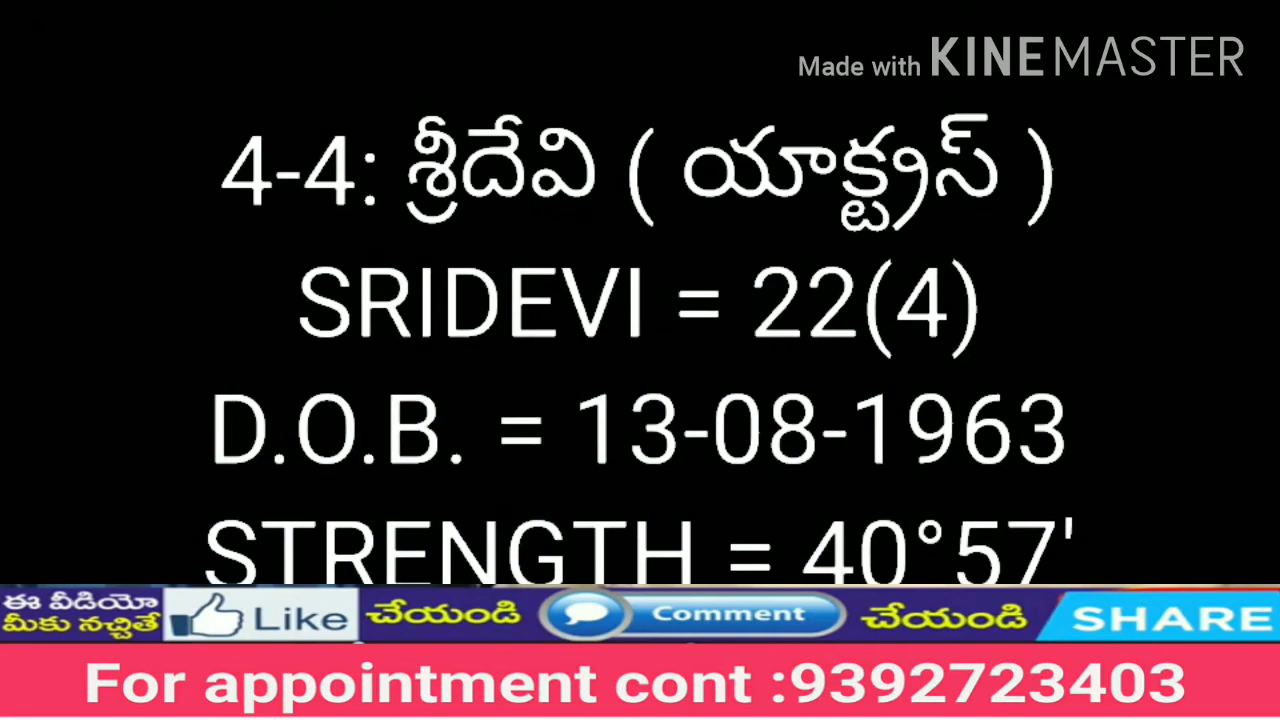 Made with KINEMASTER
4-4: శ్రీదేవి ( యాక్ట్రస్ )
SRIDEVI = 22(4)
D.O.B. = 13-08-1963
STRENGTH = 40°57'
ఈ వీడియో
మీకు నచ్చితే Like చేయండి Comment చేయండి SHARE
For appointment cont :9392723403